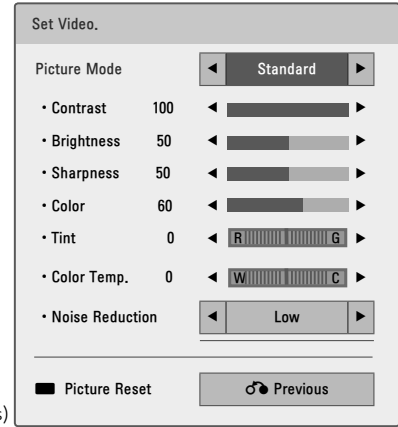 Set Video.
Picture Mode ◀ Standard ▶
• Contrast 100 ◀ ▶
• Brightness 50 ◀ ▶
• Sharpness 50 ◀ ▶
• Color 60 ◀ ▶
• Tint 0 ◀ R G ▶
• Color Temp. 0 ◀ W C ▶
• Noise Reduction ◀ Low ▶
Picture Reset Previous
s)